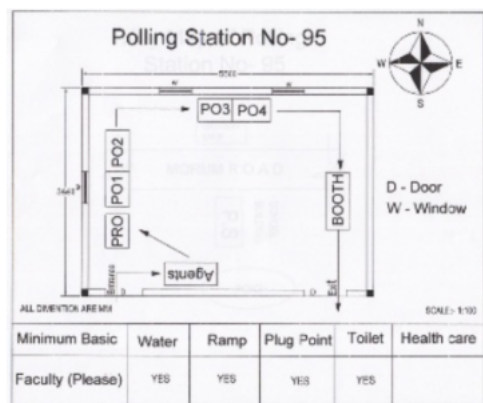 Polling Station No- 95
N
W E
S
W W
PO3 PO4
PO2
PO1
PRO
W
BOOTH
D - Door
W - Window
Agents
D D
Exit
ALL DIMENTION ARE MM
SCALE:- 1:100
Minimum Basic Water Ramp Plug Point Toilet Health care
Faculty (Please) YES YES YES YES